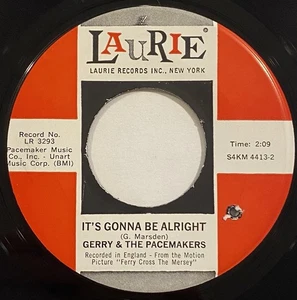 LAURIE®
LAURIE RECORDS INC., NEW YORK
Record No.
LR 3293
Pacemaker Music
Co., Inc. - Unart
Music Corp. (BMI)
Time: 2:09
S4KM 4413-2
IT'S GONNA BE ALRIGHT
(G. Marsden)
GERRY & THE PACEMAKERS
Recorded in England - From the Motion
Picture "Ferry Cross The Mersey"